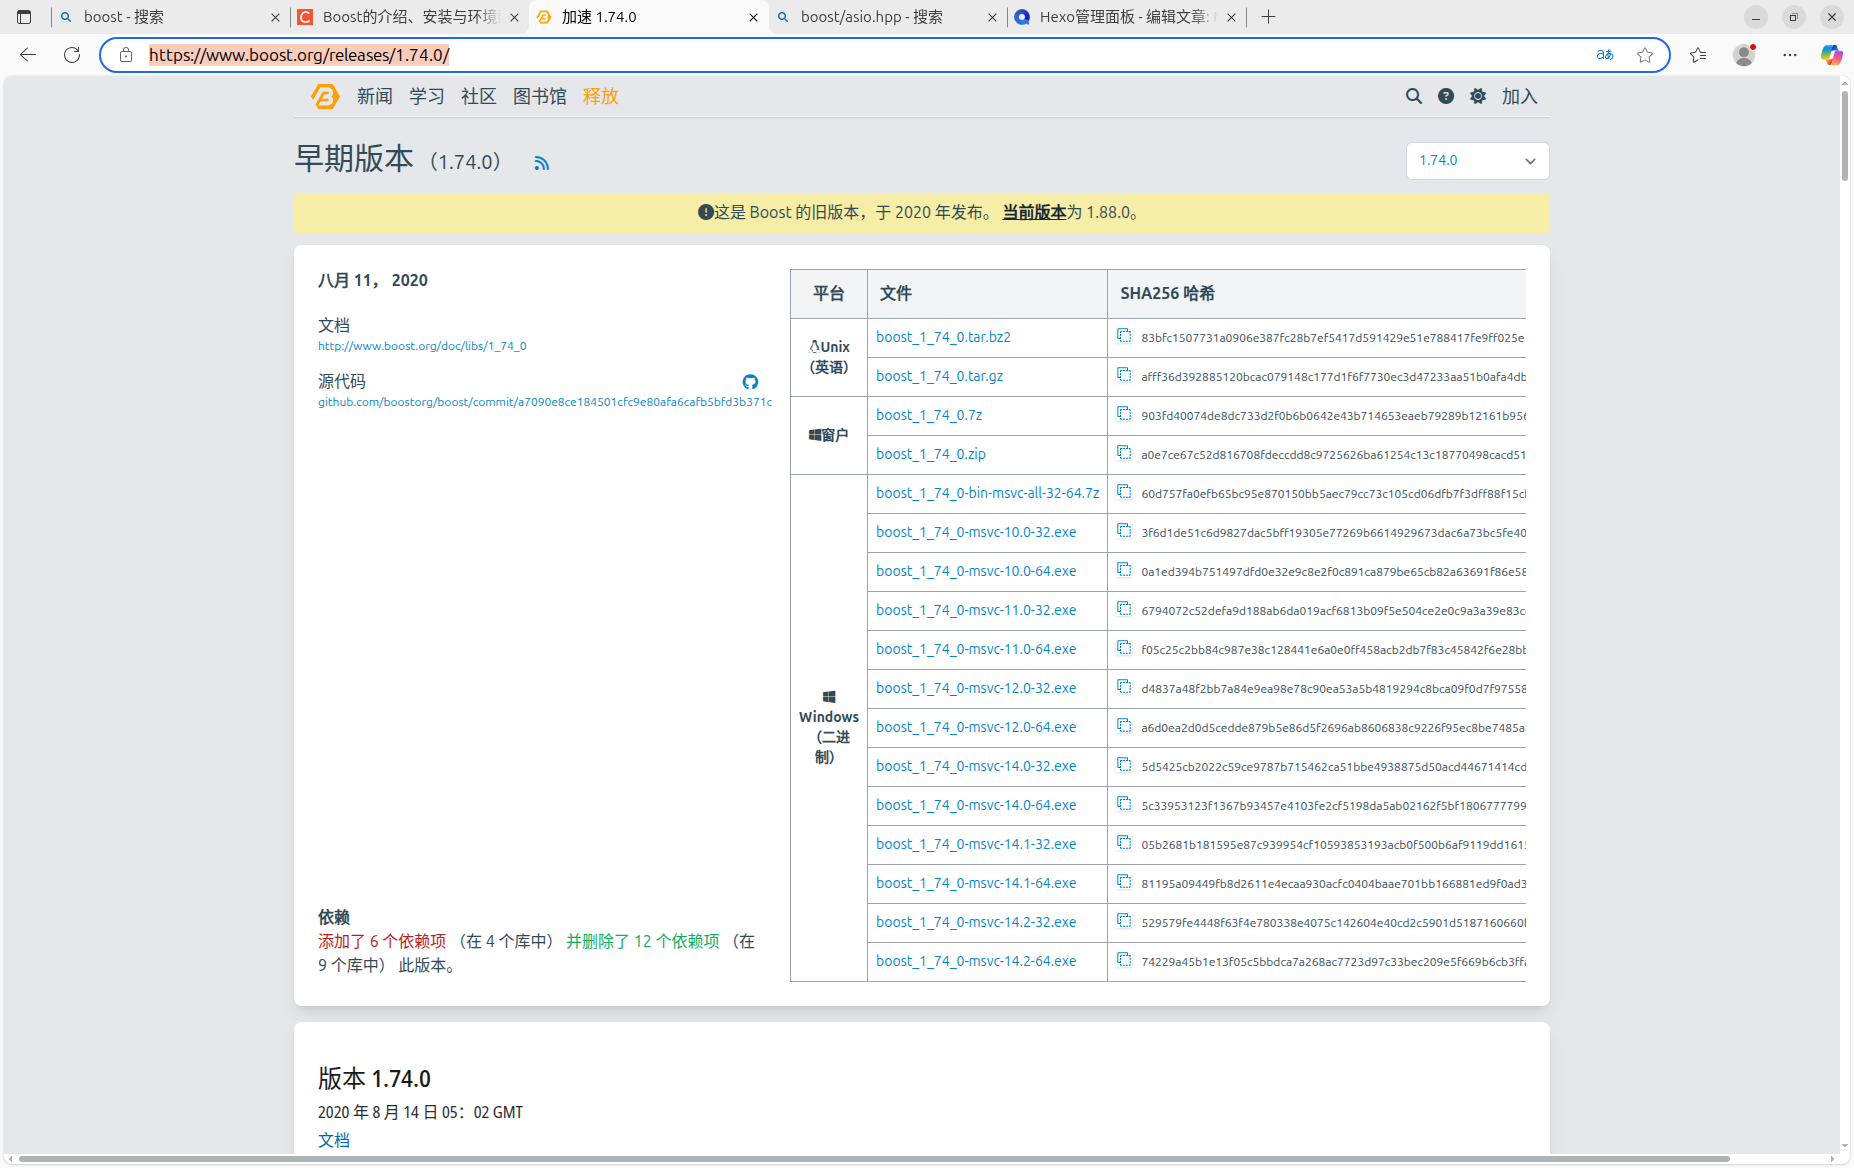 boost - 搜索
Boost的介绍、安装与环境
加速 1.74.0
boost/asio.hpp - 搜索
Hexo管理面板 - 编辑文章:
https://www.boost.org/releases/1.74.0/
新闻 学习 社区 图书馆 释放
加入
早期版本 (1.74.0)
1.74.0
这是 Boost 的旧版本，于 2020 年发布。 当前版本为 1.88.0。
八月 11， 2020
文档
http://www.boost.org/doc/libs/1_74_0
源代码
github.com/boostorg/boost/commit/a7090e8ce184501cfc9e80afa6cafb5bfd3b371c
依赖
添加了 6 个依赖项 （在 4 个库中） 并删除了 12 个依赖项 （在
9 个库中） 此版本。
平台 文件 SHA256 哈希
Unix
（英语）
boost_1_74_0.tar.bz2 83bfc1507731a0906e387fc28b7ef5417d591429e51e788417fe9ff025e
boost_1_74_0.tar.gz afff36d392885120bcac079148c177d1f6f7730ec3d47233aa51b0afa4db
窗户
boost_1_74_0.7z 903fd40074de8dc733d2f0b6b0642e43b714653eaeb79289b12161b956
boost_1_74_0.zip a0e7ce67c52d816708fdeccdd8c9725626ba61254c13c18770498cacd51
Windows
（二进
制）
boost_1_74_0-bin-msvc-all-32-64.7z 60d757fa0efb65bc95e870150bb5aec79cc73c105cd06dfb7f3dff88f15c
boost_1_74_0-msvc-10.0-32.exe 3f6d1de51c6d9827dac5bff19305e77269b6614929673dac6a73bc5fe40
boost_1_74_0-msvc-10.0-64.exe 0a1ed394b751497dfd0e32e9c8e2f0c891ca879be65cb82a63691f86e58
boost_1_74_0-msvc-11.0-32.exe 6794072c52defa9d188ab6da019acf6813b09f5e504ce2e0c9a3a39e83c
boost_1_74_0-msvc-11.0-64.exe f05c25c2bb84c987e38c128441e6a0e0ff458acb2db7f83c45842f6e28bb
boost_1_74_0-msvc-12.0-32.exe d4837a48f2bb7a84e9ea98e78c90ea53a5b4819294c8bca09f0d7f97558
boost_1_74_0-msvc-12.0-64.exe a6d0ea2d0d5cedde879b5e86d5f2696ab8606838c9226f95ec8be7485a
boost_1_74_0-msvc-14.0-32.exe 5d5425cb2022c59ce9787b715462ca51bbe4938875d50acd44671414cd
boost_1_74_0-msvc-14.0-64.exe 5c33953123f1367b93457e4103fe2cf5198da5ab02162f5bf1806777799
boost_1_74_0-msvc-14.1-32.exe 05b2681b181595e87c939954cf10593853193acb0f500b6af9119dd1615
boost_1_74_0-msvc-14.1-64.exe 81195a09449fb8d2611e4ecaa930acfc0404baae701bb166881ed9f0ad3
boost_1_74_0-msvc-14.2-32.exe 529579fe4448f63f4e780338e4075c142604e40cd2c5901d5187160660
boost_1_74_0-msvc-14.2-64.exe 74229a45b1e13f05c5bbdca7a268ac7723d97c33bec209e5f669b6cb3ff
版本 1.74.0
2020 年 8 月 14 日 05：02 GMT
文档